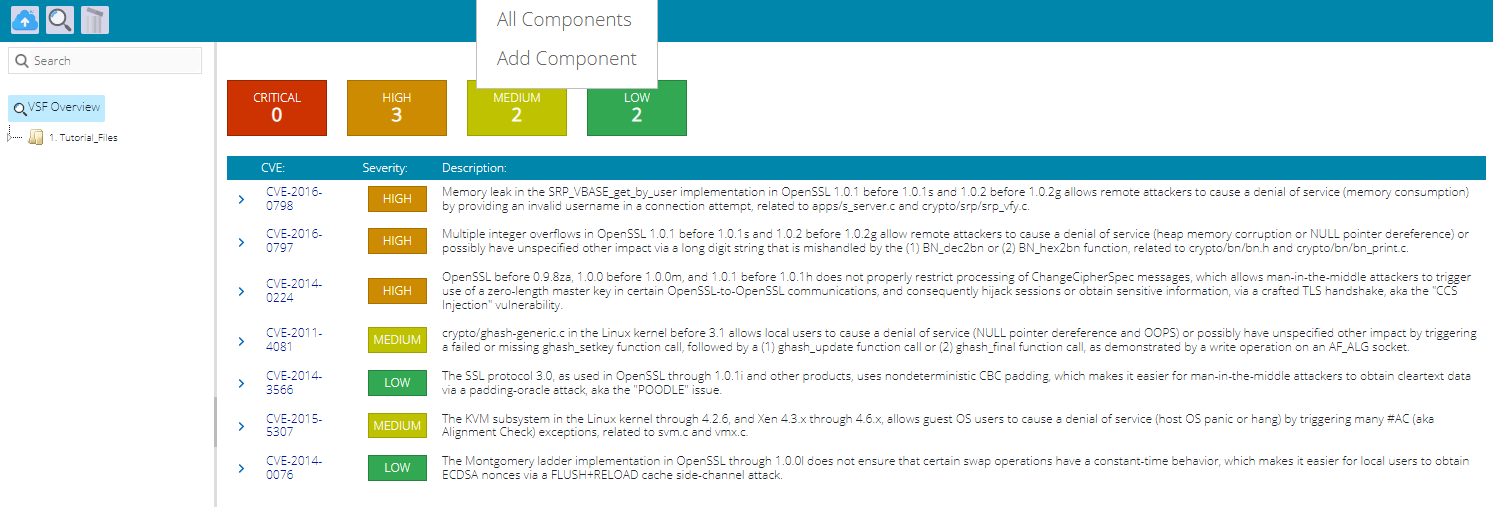 All Components
Add Component
Search
VSF Overview
1. Tutorial_Files
CRITICAL
0
HIGH
3
MEDIUM
2
LOW
2
CVE: Severity: Description:
CVE-2016-
0798
HIGH
Memory leak in the SRP_VBASE_get_by_user implementation in OpenSSL 1.0.1 before 1.0.1s and 1.0.2 before 1.0.2g allows remote attackers to cause a denial of service (memory consumption)
by providing an invalid username in a connection attempt, related to apps/s_server.c and crypto/srp/srp_vfy.c.
CVE-2016-
0797
HIGH
Multiple integer overflows in OpenSSL 1.0.1 before 1.0.1s and 1.0.2 before 1.0.2g allow remote attackers to cause a denial of service (heap memory corruption or NULL pointer dereference) or
possibly have unspecified other impact via a long digit string that is mishandled by the (1) BN_dec2bn or (2) BN_hex2bn function, related to crypto/bn/bn.h and crypto/bn/bn_print.c.
CVE-2014-
0224
HIGH
OpenSSL before 0.9.8za, 1.0.0 before 1.0.0m, and 1.0.1 before 1.0.1h does not properly restrict processing of ChangeCipherSpec messages, which allows man-in-the-middle attackers to trigger
use of a zero-length master key in certain OpenSSL-to-OpenSSL communications, and consequently hijack sessions or obtain sensitive information, via a crafted TLS handshake, aka the "CCS
Injection" vulnerability.
CVE-2011-
4081
MEDIUM
crypto/ghash-generic.c in the Linux kernel before 3.1 allows local users to cause a denial of service (NULL pointer dereference and OOPS) or possibly have unspecified other impact by triggering
a failed or missing ghash_setkey function call, followed by a (1) ghash_update function call or (2) ghash_final function call, as demonstrated by a write operation on an AF_ALG socket.
CVE-2014-
3566
LOW
The SSL protocol 3.0, as used in OpenSSL through 1.0.1i and other products, uses nondeterministic CBC padding, which makes it easier for man-in-the-middle attackers to obtain cleartext data
via a padding-oracle attack, aka the "POODLE" issue.
CVE-2015-
5307
MEDIUM
The KVM subsystem in the Linux kernel through 4.2.6, and Xen 4.3.x through 4.6.x, allows guest OS users to cause a denial of service (host OS panic or hang) by triggering many #AC (aka
Alignment Check) exceptions, related to svm.c and vmx.c.
CVE-2014-
0076
LOW
The Montgomery ladder implementation in OpenSSL through 1.0.0l does not ensure that certain swap operations have a constant-time behavior, which makes it easier for local users to obtain
ECDSA nonces via a FLUSH+RELOAD cache side-channel attack.